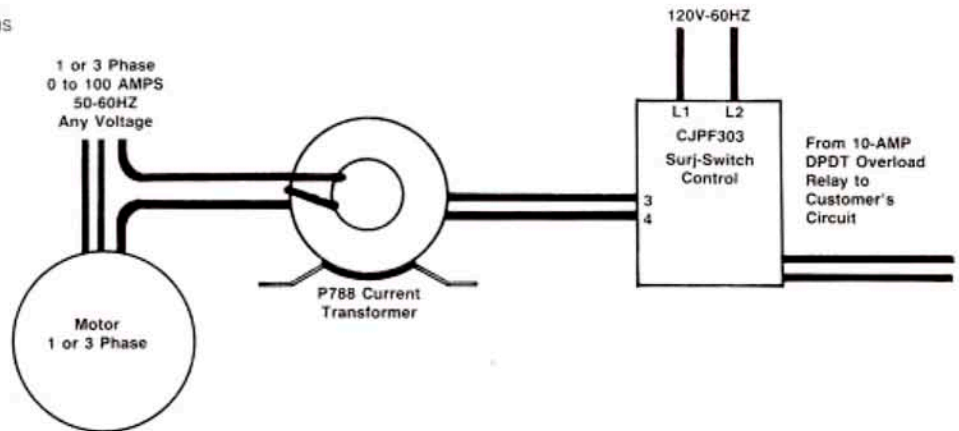 120V-60HZ
1 or 3 Phase
0 to 100 AMPS
50-60HZ
Any Voltage
L1 L2
CJPF303
Surj-Switch
Control
From 10-AMP
DPDT Overload
Relay to
Customer's
Circuit
3
4
P788 Current
Transformer
Motor
1 or 3 Phase